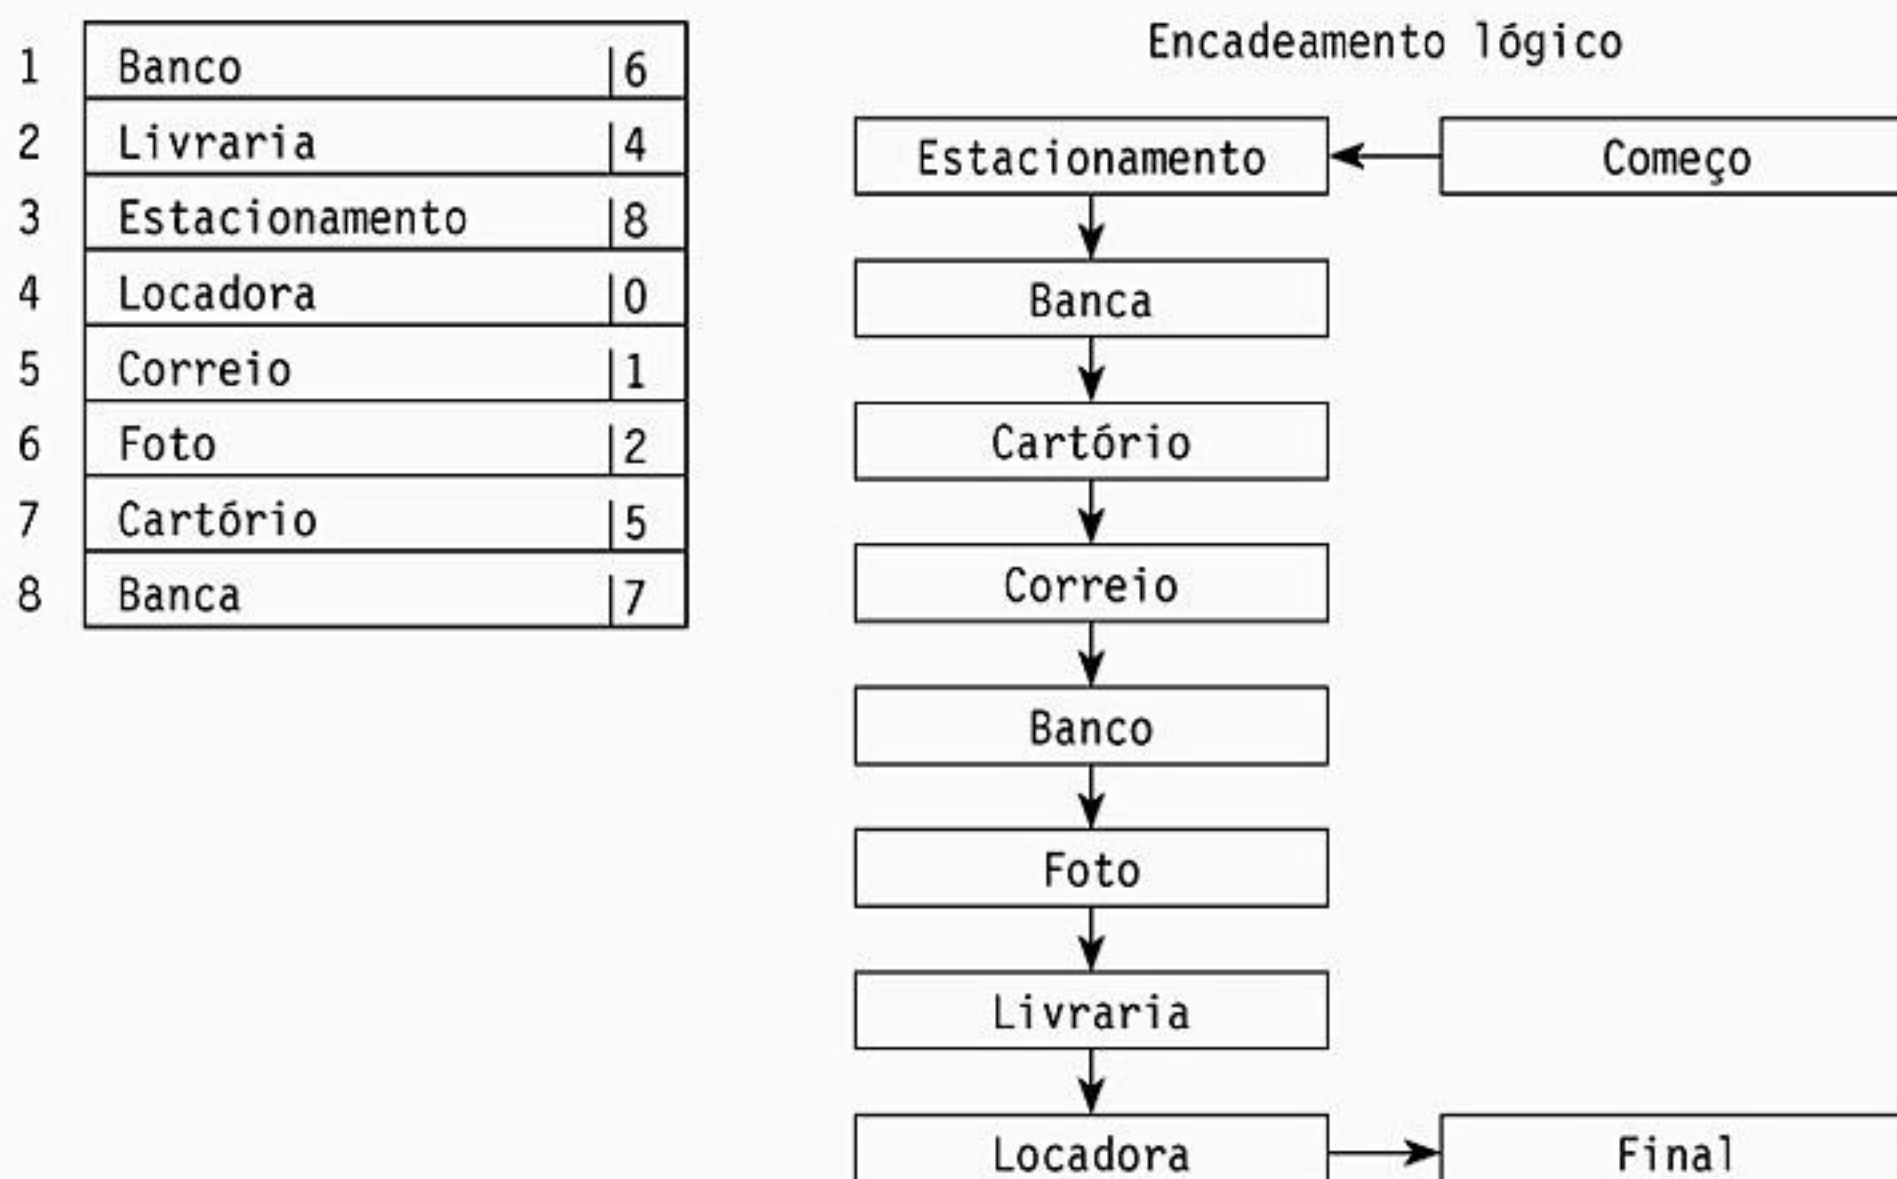 1 Banco |6
2 Livraria |4
3 Estacionamento |8
4 Locadora |0
5 Correio |1
6 Foto |2
7 Cartório |5
8 Banca |7
Encadeamento lógico
Estacionamento Começo
Banca
Cartório
Correio
Banco
Foto
Livraria
Locadora Final